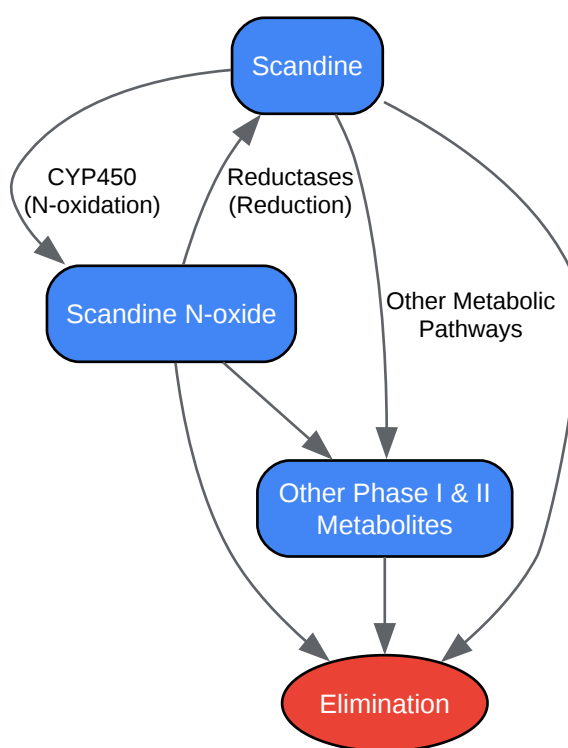 Scandine
CYP450
(N-oxidation)
Reductases
(Reduction)
Scandine N-oxide
Other Metabolic
Pathways
Other Phase I & II
Metabolites
Elimination